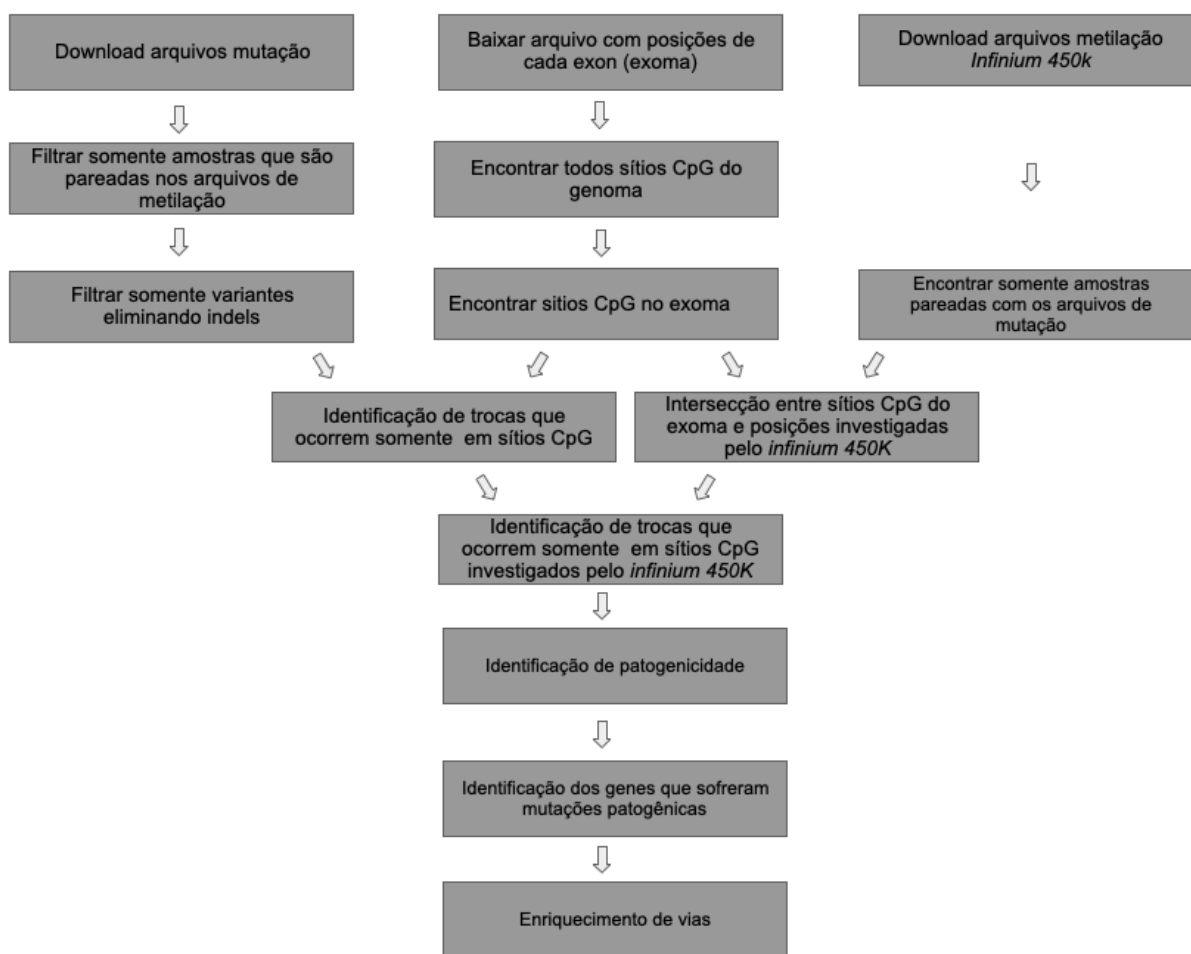 Download arquivos mutação
Baixar arquivo com posições de
cada exon (exoma)
Download arquivos metilação
Infinium 450k
Filtrar somente amostras que são
pareadas nos arquivos de
metilação
Encontrar todos sítios CpG do
genoma
Filtrar somente variantes
eliminando indels
Encontrar sitios CpG no exoma
Encontrar somente amostras
pareadas com os arquivos de
mutação
Identificação de trocas que
ocorrem somente em sítios CpG
Intersecção entre sítios CpG do
exoma e posições investigadas
pelo infinium 450K
Identificação de trocas que
ocorrem somente em sítios CpG
investigados pelo infinium 450K
Identificação de patogenicidade
Identificação dos genes que sofreram
mutações patogênicas
Enriquecimento de vias